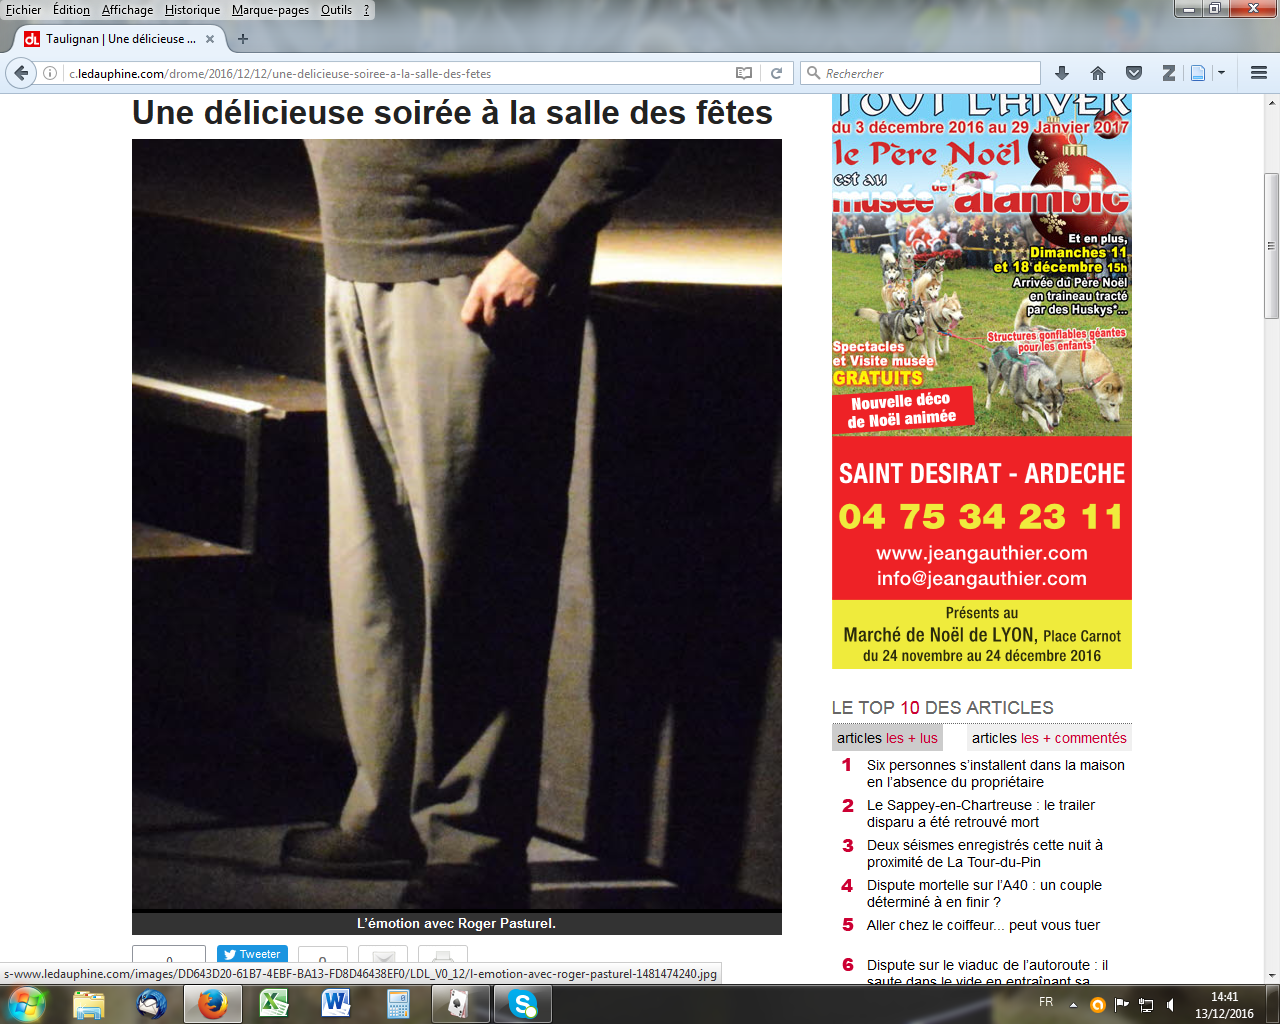 Fichier Édition Affichage Historique Marque-pages Outils ?
Taulignan | Une délicieuse ...
c.ledauphine.com/drome/2016/12/12/une-delicieuse-soiree-a-la-salle-des-fetes
Rechercher
Une délicieuse soirée à la salle des fêtes
L'émotion avec Roger Pasturel.
0
Tweeter
0
TOUT L'HIVER
du 3 décembre 2016 au 29 Janvier 2017
le Père Noël
est au
musée de l'alambic
Et en plus,
Dimanches 11
et 18 décembre 15h
Arrivée du Père Noël
en traineau tracté
par des Huskys*...
Structures gonflables géantes
pour les enfants*
Spectacles
et Visite musée
GRATUITS
Nouvelle déco
de Noël animée
SAINT DESIRAT - ARDECHE
04 75 34 23 11
www.jeangauthier.com
info@jeangauthier.com
Présents au
Marché de Noël de LYON, Place Carnot
du 24 novembre au 24 décembre 2016
LE TOP 10 DES ARTICLES
articles les + lus articles les + commentés
1 Six personnes s'installent dans la maison
en l'absence du propriétaire
2 Le Sappey-en-Chartreuse : le trailer
disparu a été retrouvé mort
3 Deux séismes enregistrés cette nuit à
proximité de La Tour-du-Pin
4 Dispute mortelle sur l'A40 : un couple
déterminé à en finir ?
5 Aller chez le coiffeur... peut vous tuer
6 Dispute sur le viaduc de l'autoroute : il
saute dans le vide en entraînant sa
s-www.ledauphine.com/images/DD643D20-61B7-4EBF-BA13-FD8D46438EF0/LDL_V0_12/l-emotion-avec-roger-pasturel-1481474240.jpg
FR
14:41
13/12/2016